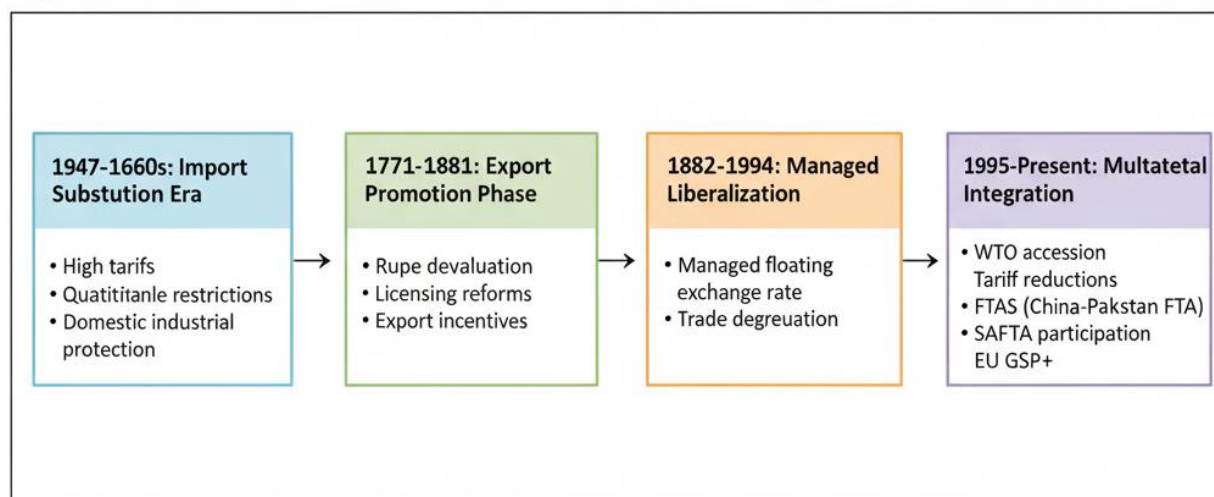 1947-1660s: Import
Substution Era
• High tarifs
• Quatititanle restrictions
• Domestic industrial
protection
1771-1881: Export
Promotion Phase
• Rupe devaluation
• Licensing reforms
• Export incentives
1882-1994: Managed
Liberalization
• Managed floating
exchange rate
• Trade degreuation
1995-Present: Multatetal
Integration
• WTO accession
Tariff reductions
• FTAS (China-Pakstan FTA)
• SAFTA participation
EU GSP+